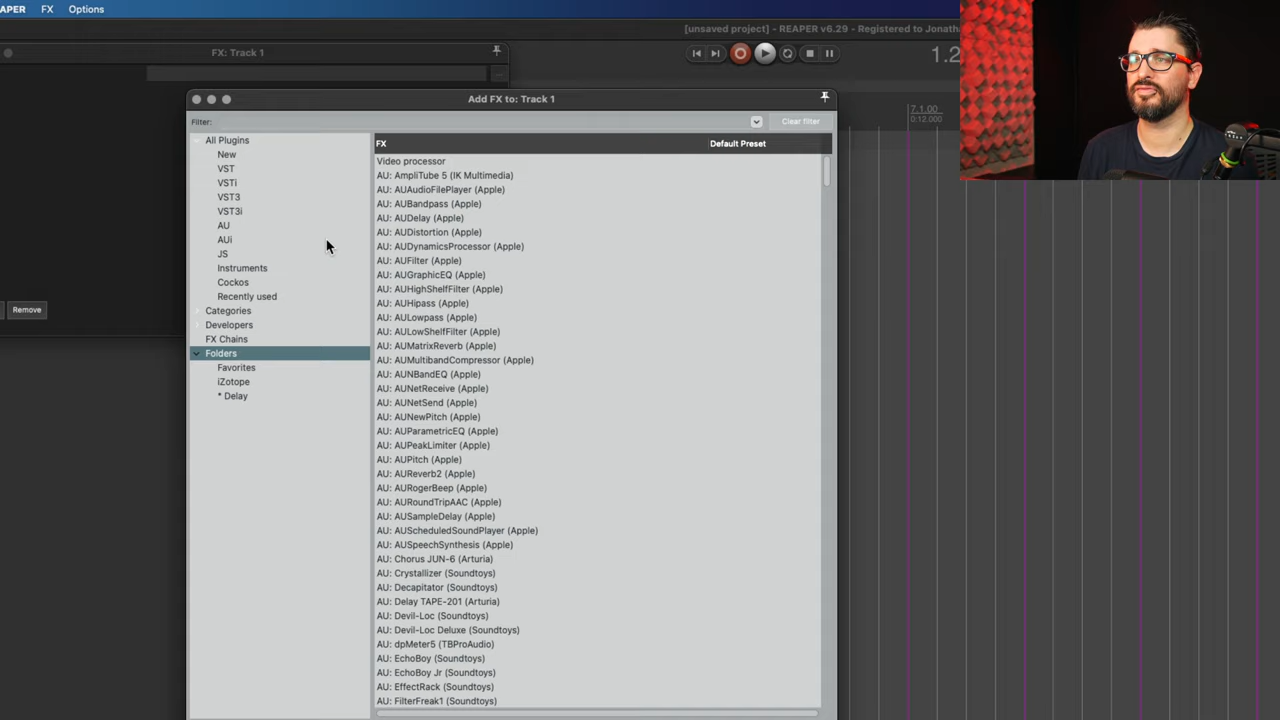 APER FX Options
[unsaved project] - REAPER v6.29 - Registered to Jonatha
FX: Track 1
1.2
Add FX to: Track 1
7.1.00
0:12.000
Filter:
Clear filter
All Plugins
New
VST
VSTi
VST3
VST3i
AU
AUi
JS
Instruments
Cockos
Recently used
Categories
Developers
FX Chains
Folders
Favorites
iZotope
* Delay
Remove
FX Default Preset
Video processor
AU: AmpliTube 5 (IK Multimedia)
AU: AUAudioFilePlayer (Apple)
AU: AUBandpass (Apple)
AU: AUDelay (Apple)
AU: AUDistortion (Apple)
AU: AUDynamicsProcessor (Apple)
AU: AUFilter (Apple)
AU: AUGraphicEQ (Apple)
AU: AUHighShelfFilter (Apple)
AU: AUHipass (Apple)
AU: AULowpass (Apple)
AU: AULowShelfFilter (Apple)
AU: AUMatrixReverb (Apple)
AU: AUMultibandCompressor (Apple)
AU: AUNBandEQ (Apple)
AU: AUNetReceive (Apple)
AU: AUNetSend (Apple)
AU: AUNewPitch (Apple)
AU: AUParametricEQ (Apple)
AU: AUPeakLimiter (Apple)
AU: AUPitch (Apple)
AU: AUReverb2 (Apple)
AU: AURogerBeep (Apple)
AU: AURoundTripAAC (Apple)
AU: AUSampleDelay (Apple)
AU: AUScheduledSoundPlayer (Apple)
AU: AUSpeechSynthesis (Apple)
AU: Chorus JUN-6 (Arturia)
AU: Crystallizer (Soundtoys)
AU: Decapitator (Soundtoys)
AU: Delay TAPE-201 (Arturia)
AU: Devil-Loc (Soundtoys)
AU: Devil-Loc Deluxe (Soundtoys)
AU: dpMeter5 (TBProAudio)
AU: EchoBoy (Soundtoys)
AU: EchoBoy Jr (Soundtoys)
AU: EffectRack (Soundtoys)
AU: FilterFreak1 (Soundtoys)